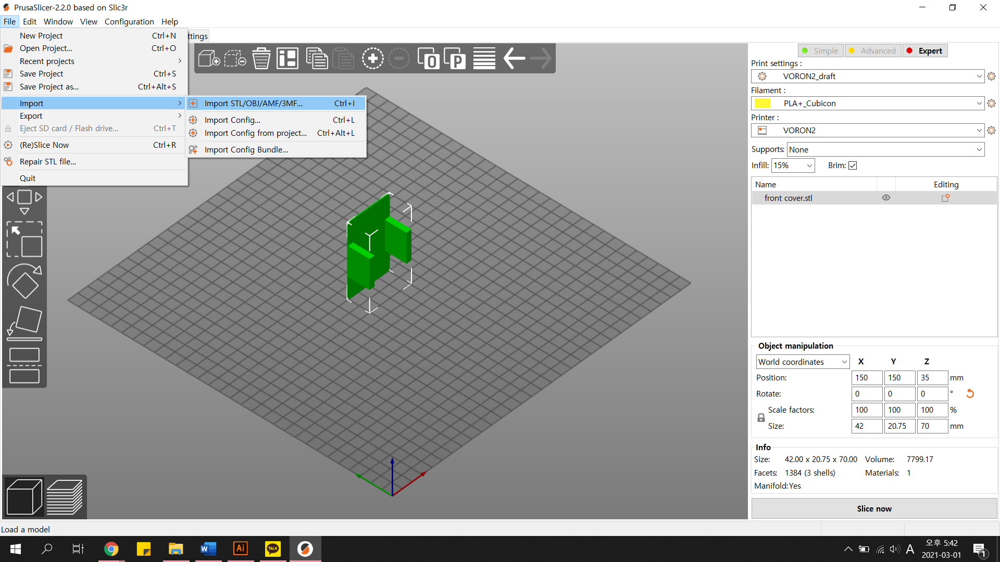 PrusaSlicer-2.2.0 based on Slic3r
File Edit Window View Configuration Help
ttings
New Project Ctrl+N
Open Project... Ctrl+O
Recent projects
Save Project Ctrl+S
Save Project as... Ctrl+Alt+S
Import
Export
Eject SD card / Flash drive... Ctrl+T
(Re)Slice Now Ctrl+R
Repair STL file...
Quit
Import STL/OBJ/AMF/3MF... Ctrl+I
Import Config... Ctrl+L
Import Config from project... Ctrl+Alt+L
Import Config Bundle...
O P
Simple Advanced Expert
Print settings :
VORON2_draft
Filament :
PLA+_Cubicon
Printer :
VORON2
Supports: None
Infill: 15% Brim:
Name Editing
front cover.stl
Object manipulation
World coordinates X Y Z
Position: 150 150 35 mm
Rotate: 0 0 0 °
Scale factors: 100 100 100 %
Size: 42 20.75 70 mm
Info
Size: 42.00 x 20.75 x 70.00 Volume: 7799.17
Facets: 1384 (3 shells) Materials: 1
Manifold: Yes
Slice now
Load a model
W Ai TALK
A
오후 5:42
2021-03-01
1